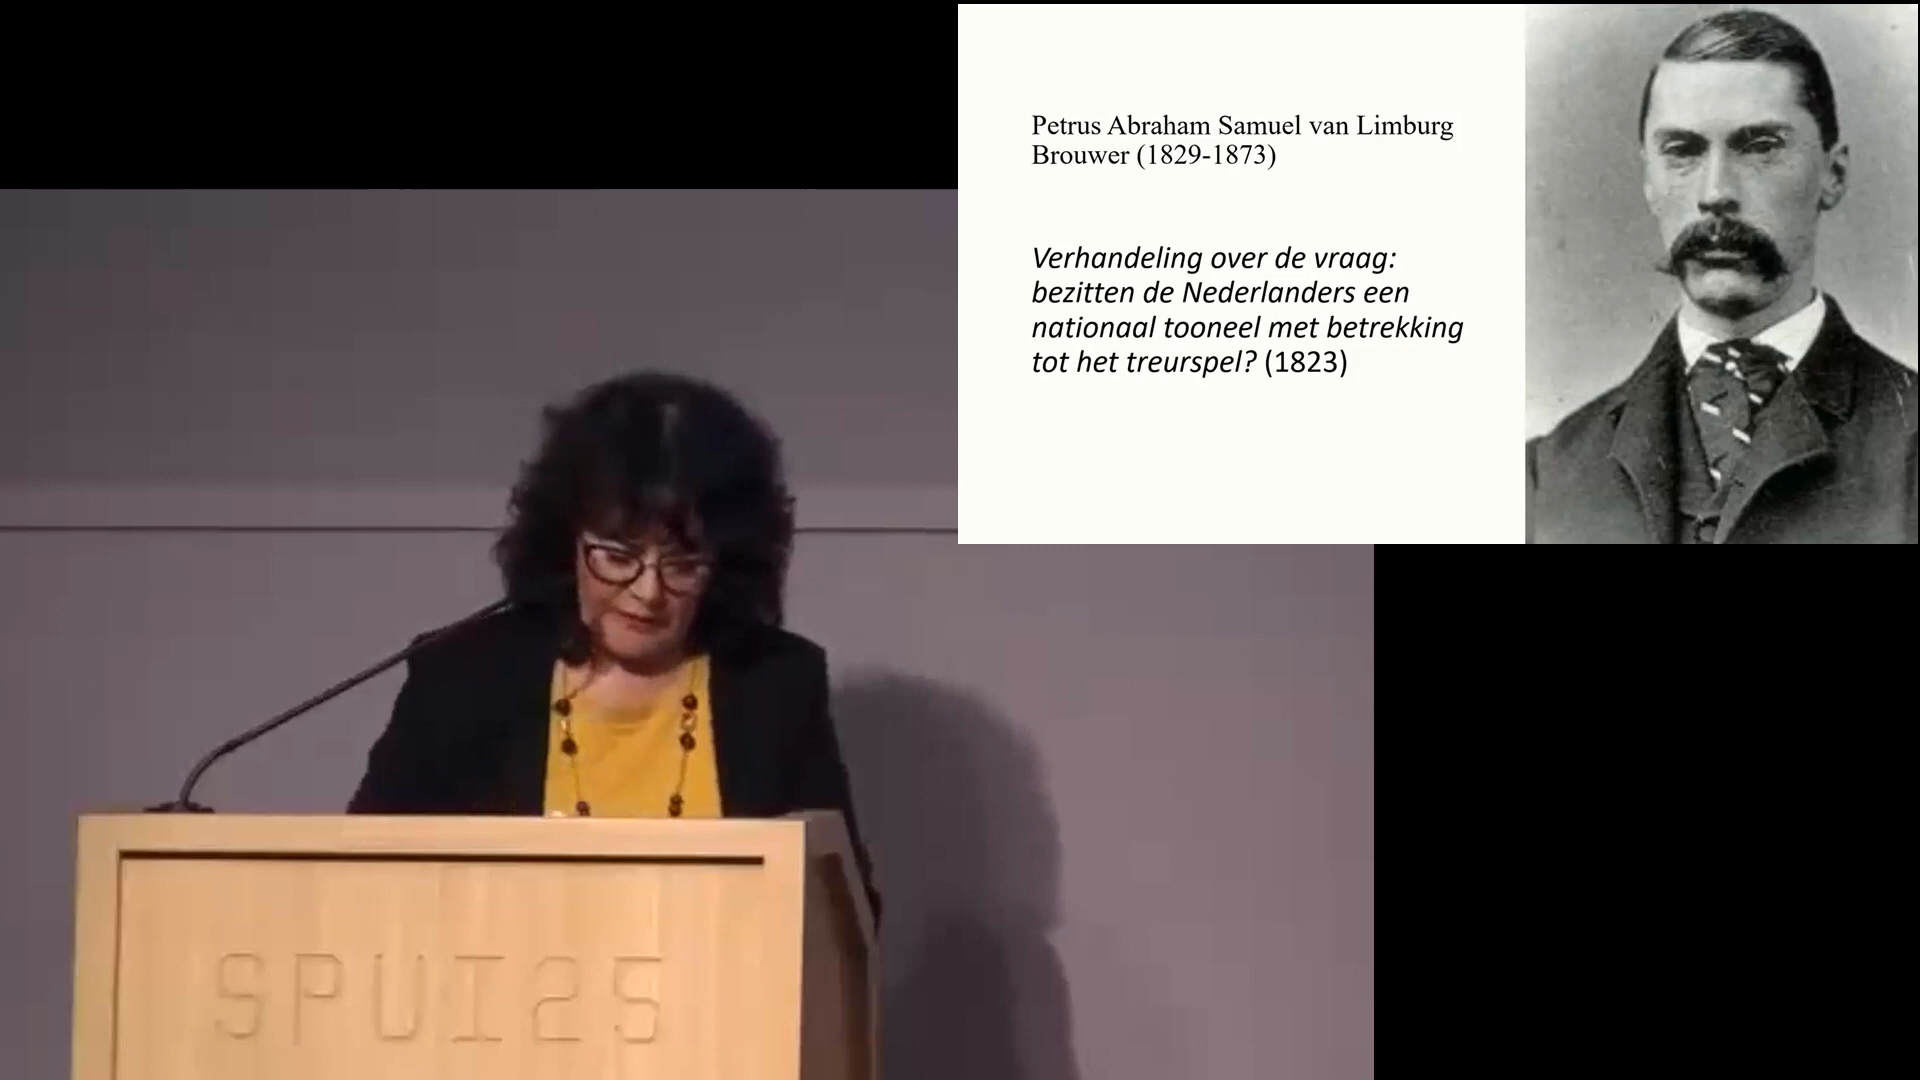 Petrus Abraham Samuel van Limburg
Brouwer (1829-1873)
Verhandeling over de vraag:
bezitten de Nederlanders een
nationaal tooneel met betrekking
tot het treurspel? (1823)
SPUI25